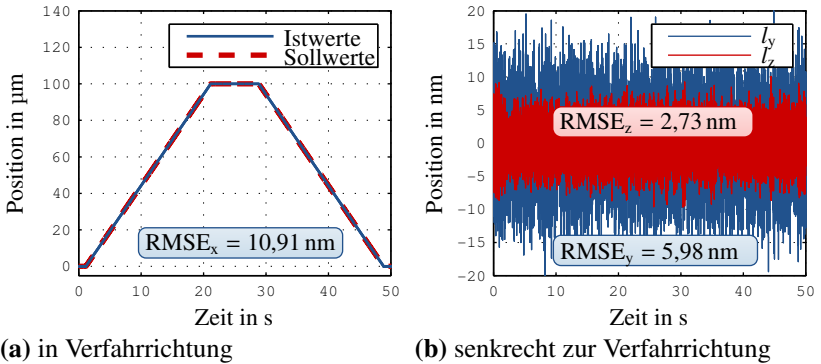 140
120
100
80
60
40
20
0
Position in µm
Istwerte
Sollwerte
RMSEx = 10,91 nm
0 10 20 30 40 50
Zeit in s
(a) in Verfahrrichtung
20
15
10
5
0
−5
−10
−15
−20
Position in nm
ly
lz
RMSEz = 2,73 nm
RMSEy = 5,98 nm
0 10 20 30 40 50
Zeit in s
(b) senkrecht zur Verfahrrichtung